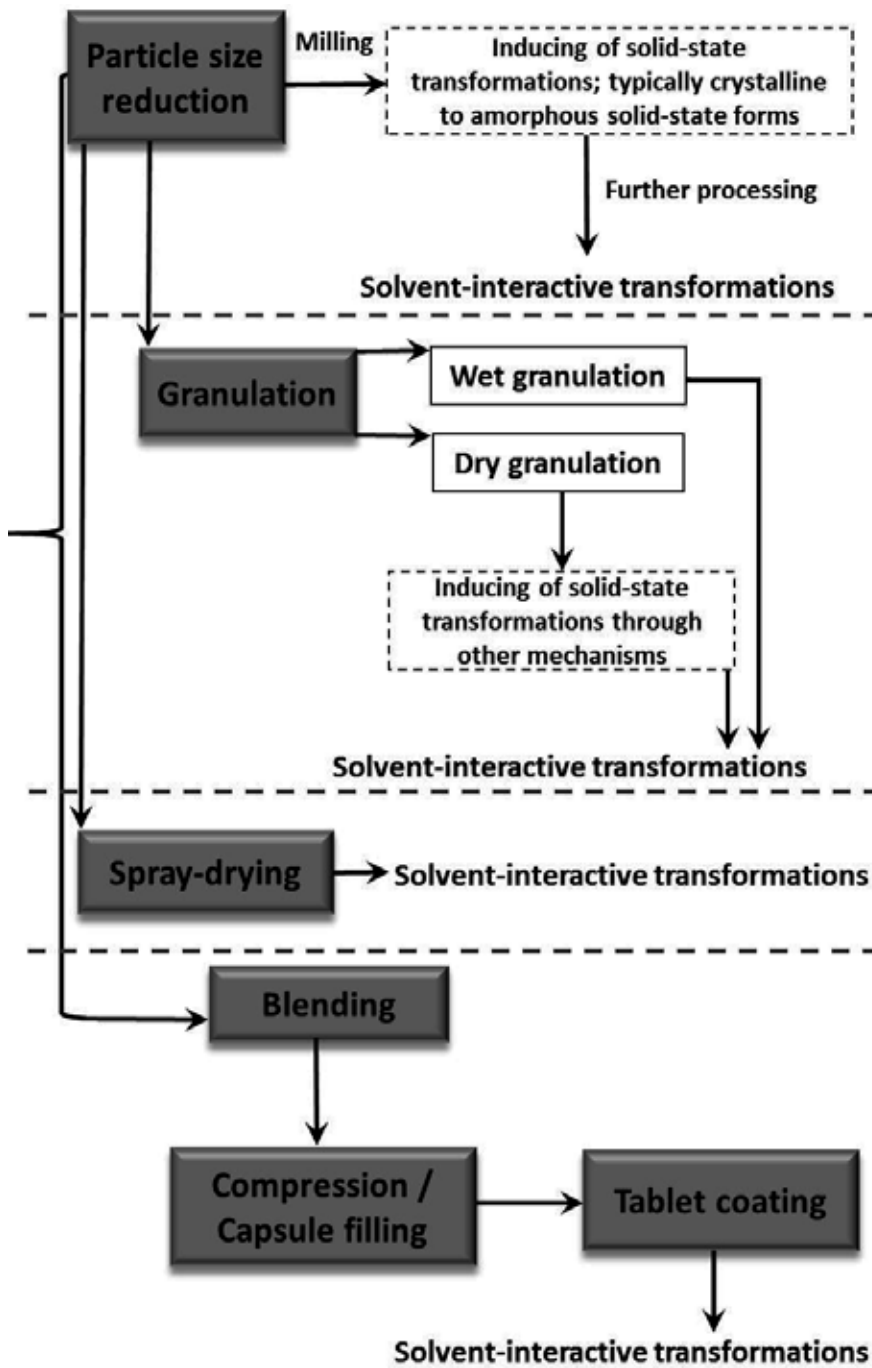 Particle size
reduction
Milling
Inducing of solid-state
transformations; typically crystalline
to amorphous solid-state forms
Further processing
Solvent-interactive transformations
Granulation
Wet granulation
Dry granulation
Inducing of solid-state
transformations through
other mechanisms
Solvent-interactive transformations
Spray-drying
Solvent-interactive transformations
Blending
Compression /
Capsule filling
Tablet coating
Solvent-interactive transformations